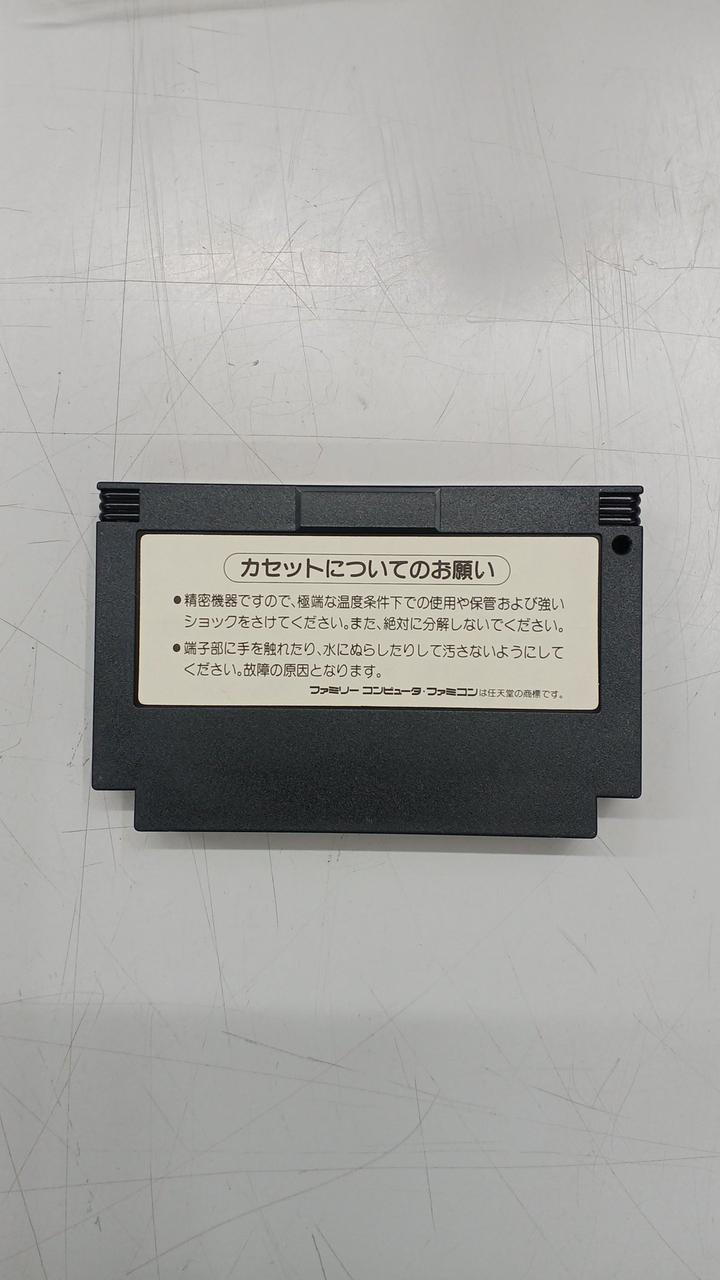 カセットについてのお願い
●精密機器ですので、極端な温度条件下での使用や保管および強い
ショックをさけてください。また、絶対に分解しないでください。
●端子部に手を触れたり、水にぬらしたりして汚さないようにして
ください。故障の原因となります。
ファミリーコンピュータ・ファミコンは任天堂の商標です。